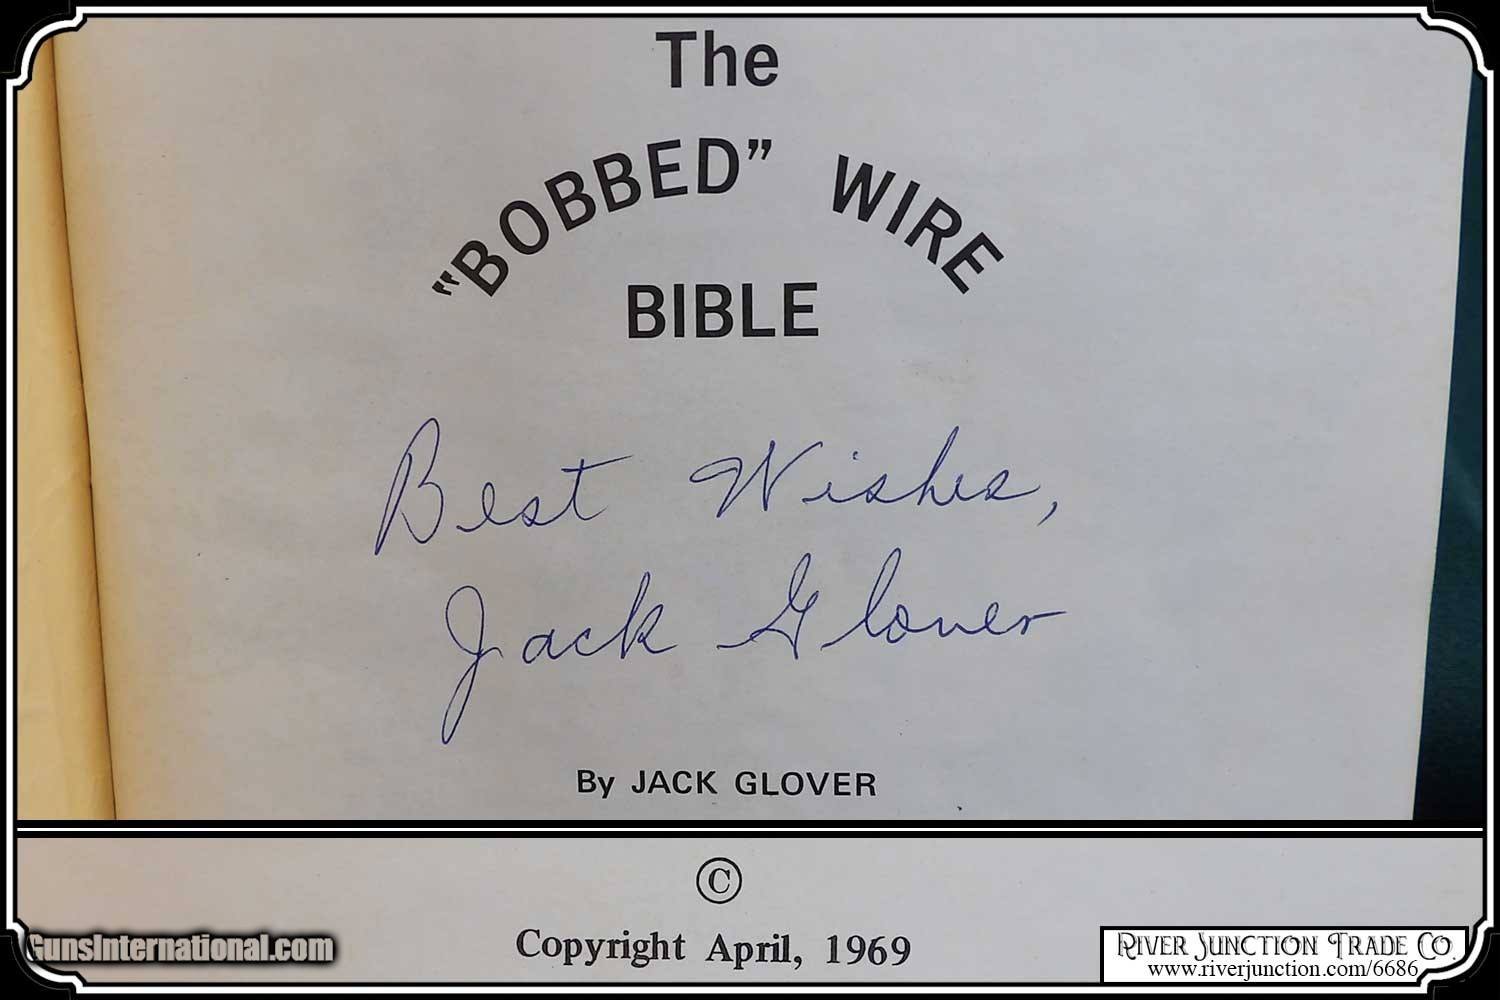 The
"BOBBED" WIRE
BIBLE
Best Wishes,
Jack Glover
By JACK GLOVER
©
Copyright April, 1969
GunsInternational.com
RIVER JUNCTION TRADE CO.
www.riverjunction.com/6686